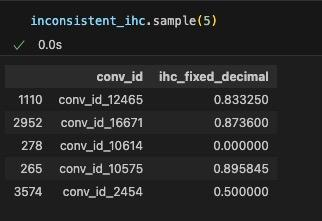 inconsistent_ihc.sample(5)
✓ 0.0s
conv_id ihc_fixed_decimal
1110 conv_id_12465 0.833250
2952 conv_id_16671 0.873600
278 conv_id_10614 0.000000
265 conv_id_10575 0.895845
3574 conv_id_2454 0.500000